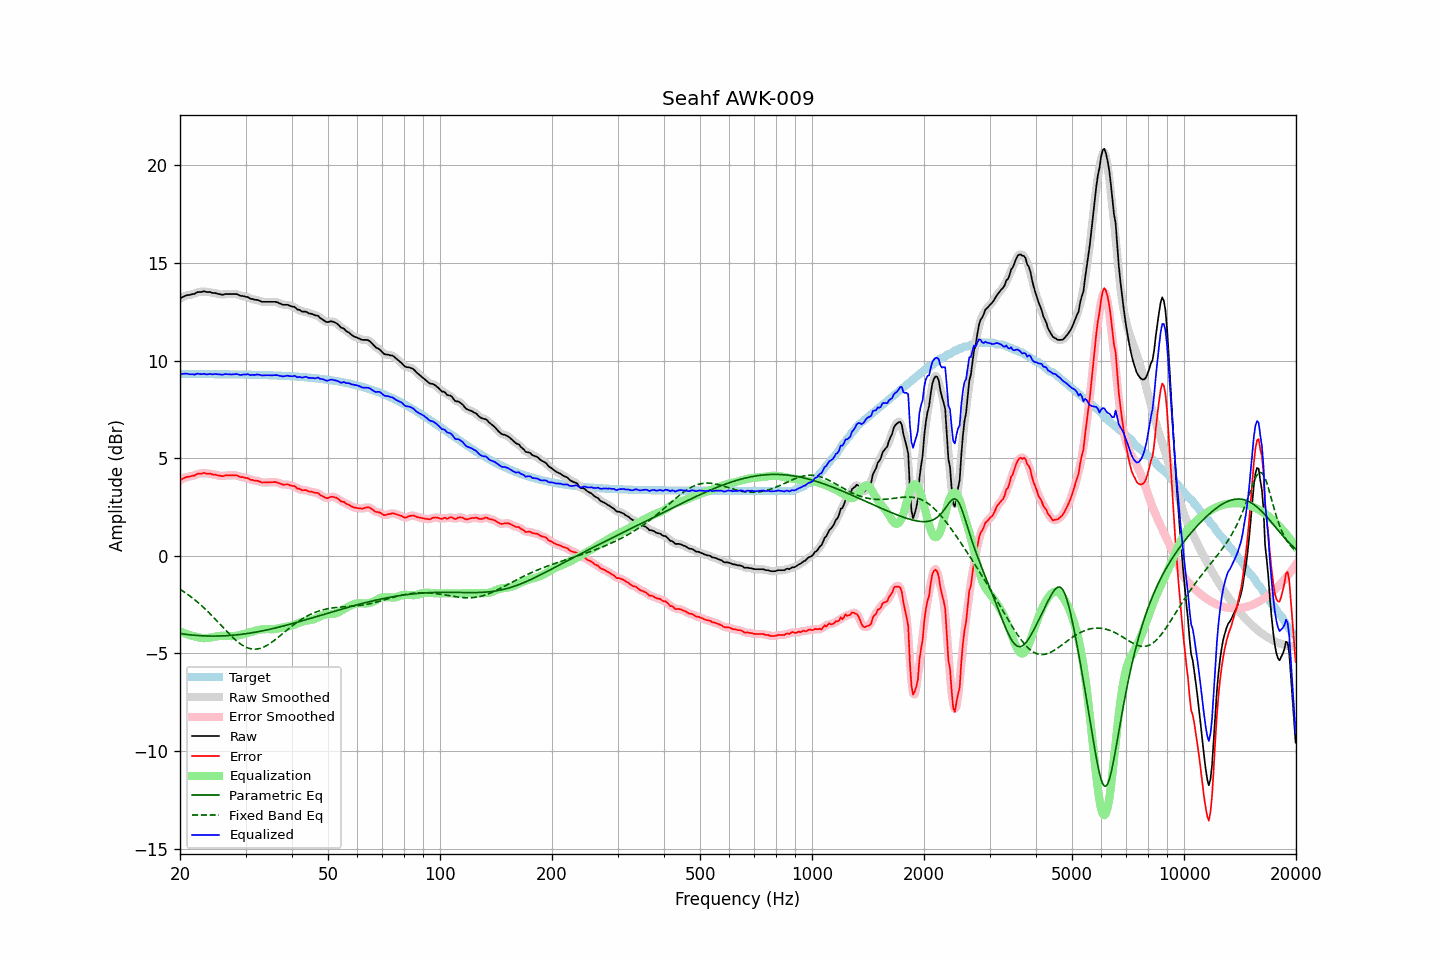 Seahf AWK-009
Amplitude (dBr)
20
15
10
5
0
−5
−10
−15
Target
Raw Smoothed
Error Smoothed
Raw
Error
Equalization
Parametric Eq
Fixed Band Eq
Equalized
20 50 100 200 500 1000 2000 5000 10000 20000
Frequency (Hz)